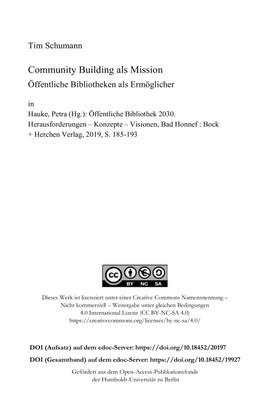 Tim Schumann
Community Building als Mission
Öffentliche Bibliotheken als Ermöglicher
in
Hauke, Petra (Hg.): Öffentliche Bibliothek 2030.
Herausforderungen – Konzepte – Visionen, Bad Honnef : Bock
+ Herchen Verlag, 2019, S. 185-193
cc
BY NC SA
Dieses Werk ist lizenziert unter einer Creative Commons Namensnennung –
Nicht kommerziell – Weitergabe unter gleichen Bedingungen
4.0 International Lizenz (CC BY-NC-SA 4.0)
https://creativecommons.org/licenses/by-nc-sa/4.0/
DOI (Aufsatz) auf dem edoc-Server: https://doi.org/10.18452/20197
DOI (Gesamtband) auf dem edoc-Server: https://doi.org/10.18452/19927
Gefördert aus dem Open-Access-Publikationsfonds
der Humboldt-Universität zu Berlin